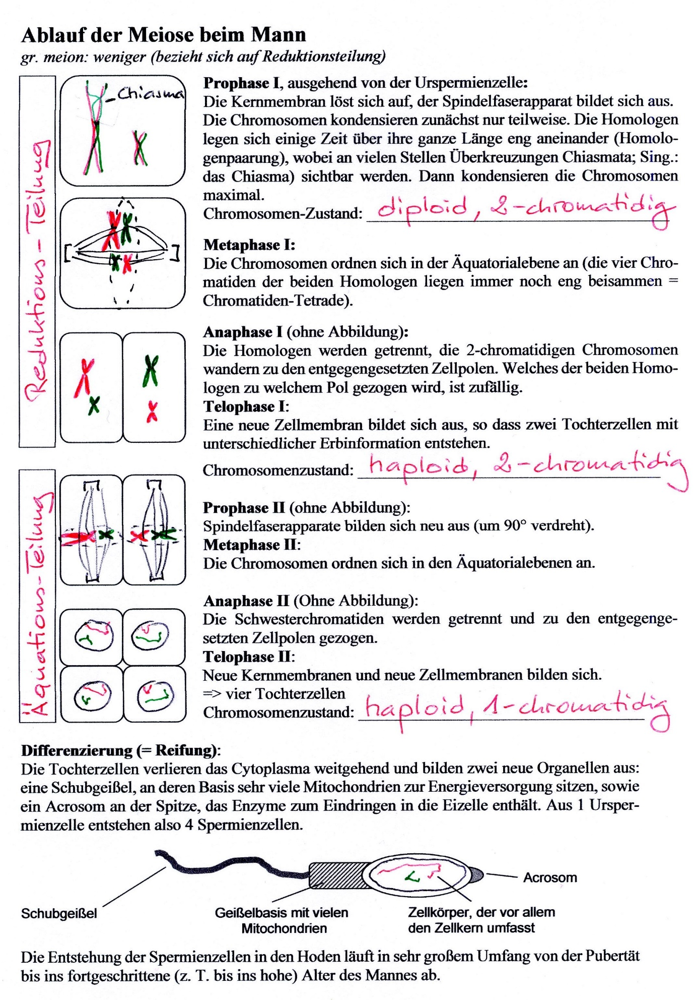 Ablauf der Meiose beim Mann
gr. meion: weniger (bezieht sich auf Reduktionsteilung)
Reduktions-Teilung
Chiasma
Prophase I, ausgehend von der Urspermienzelle:
Die Kernmembran löst sich auf, der Spindelfaserapparat bildet sich aus.
Die Chromosomen kondensieren zunächst nur teilweise. Die Homologen
legen sich einige Zeit über ihre ganze Länge eng aneinander (Homolo-
genpaarung), wobei an vielen Stellen Überkreuzungen Chiasmata; Sing.:
das Chiasma) sichtbar werden. Dann kondensieren die Chromosomen
maximal.
Chromosomen-Zustand: diploid, 2-chromatidig
Metaphase I:
Die Chromosomen ordnen sich in der Äquatorialebene an (die vier Chro-
matiden der beiden Homologen liegen immer noch eng beisammen =
Chromatiden-Tetrade).
Anaphase I (ohne Abbildung):
Die Homologen werden getrennt, die 2-chromatidigen Chromosomen
wandern zu den entgegengesetzten Zellpolen. Welches der beiden Homo-
logen zu welchem Pol gezogen wird, ist zufällig.
Telophase I:
Eine neue Zellmembran bildet sich aus, so dass zwei Tochterzellen mit
unterschiedlicher Erbinformation entstehen.
Chromosomenzustand: haploid, 2-chromatidig
Äquations-Teilung
Prophase II (ohne Abbildung):
Spindelfaserapparate bilden sich neu aus (um 90° verdreht).
Metaphase II:
Die Chromosomen ordnen sich in den Äquatorialebenen an.
Anaphase II (Ohne Abbildung):
Die Schwesterchromatiden werden getrennt und zu den entgegenge-
setzten Zellpolen gezogen.
Telophase II:
Neue Kernmembranen und neue Zellmembranen bilden sich.
=> vier Tochterzellen
Chromosomenzustand: haploid, 1-chromatidig
Differenzierung (= Reifung):
Die Tochterzellen verlieren das Cytoplasma weitgehend und bilden zwei neue Organellen aus:
eine Schubgeißel, an deren Basis sehr viele Mitochondrien zur Energieversorgung sitzen, sowie
ein Acrosom an der Spitze, das Enzyme zum Eindringen in die Eizelle enthält. Aus 1 Ursper-
mienzelle entstehen also 4 Spermienzellen.
Acrosom
Schubgeißel
Geißelbasis mit vielen
Mitochondrien
Zellkörper, der vor allem
den Zellkern umfasst
Die Entstehung der Spermienzellen in den Hoden läuft in sehr großem Umfang von der Pubertät
bis ins fortgeschrittene (z. T. bis ins hohe) Alter des Mannes ab.